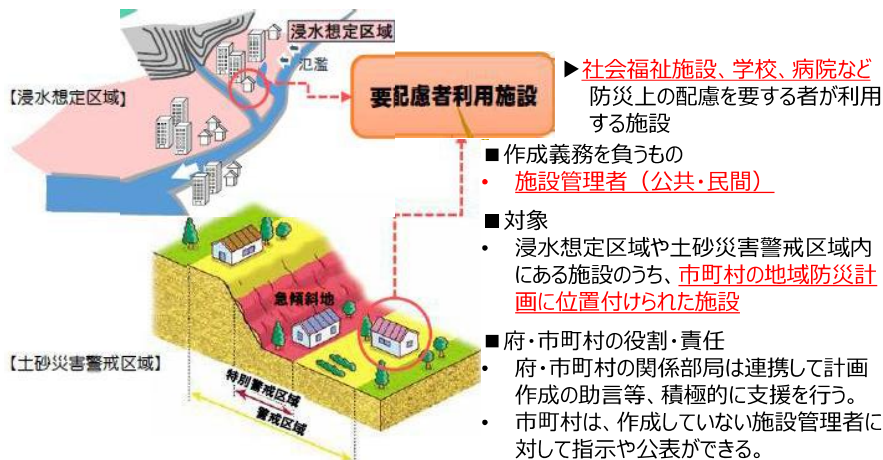 浸水想定区域
氾濫
【浸水想定区域】
要配慮者利用施設
▶社会福祉施設、学校、病院など
防災上の配慮を要する者が利用
する施設
■作成義務を負うもの
• 施設管理者（公共・民間）
■対象
• 浸水想定区域や土砂災害警戒区域内
にある施設のうち、市町村の地域防災計
画に位置付けられた施設
急傾斜地
【土砂災害警戒区域】
特別警戒区域
警戒区域
■府・市町村の役割・責任
• 府・市町村の関係部局は連携して計画
作成の助言等、積極的に支援を行う。
• 市町村は、作成していない施設管理者に
対して指示や公表ができる。